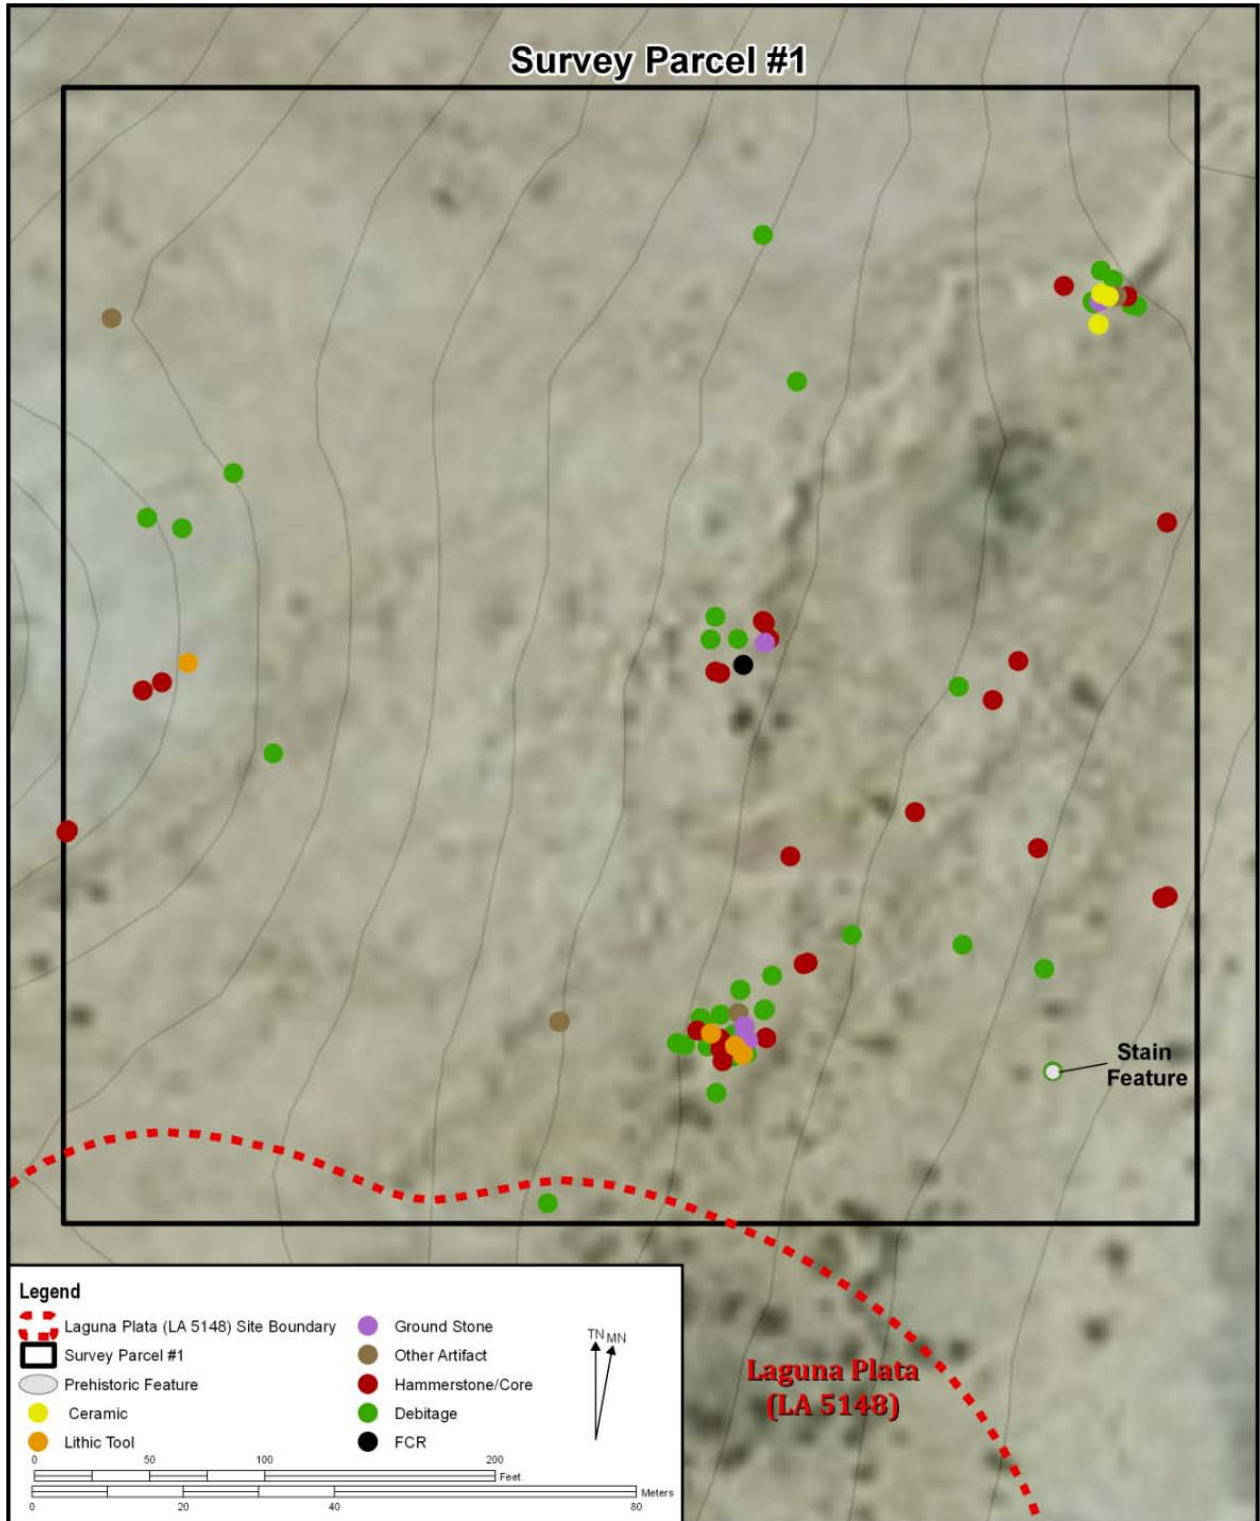 Survey Parcel #1
Stain
Feature
Laguna Plata
(LA 5148)
Legend
Laguna Plata (LA 5148) Site Boundary
Survey Parcel #1
Prehistoric Feature
Ceramic
Lithic Tool
Ground Stone
Other Artifact
Hammerstone/Core
Debitage
FCR
TN MN
0 50 100 200
Feet
Meters
0 20 40 80